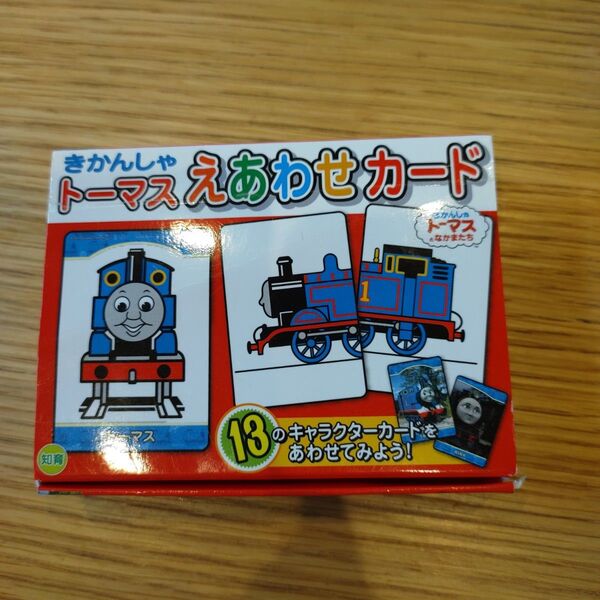 きかんしゃ
トーマス えあわせカード
きかんしゃ
トーマス
となかまたち
1
トーマス
13のキャラクターカードを
あわせてみよう!
知育